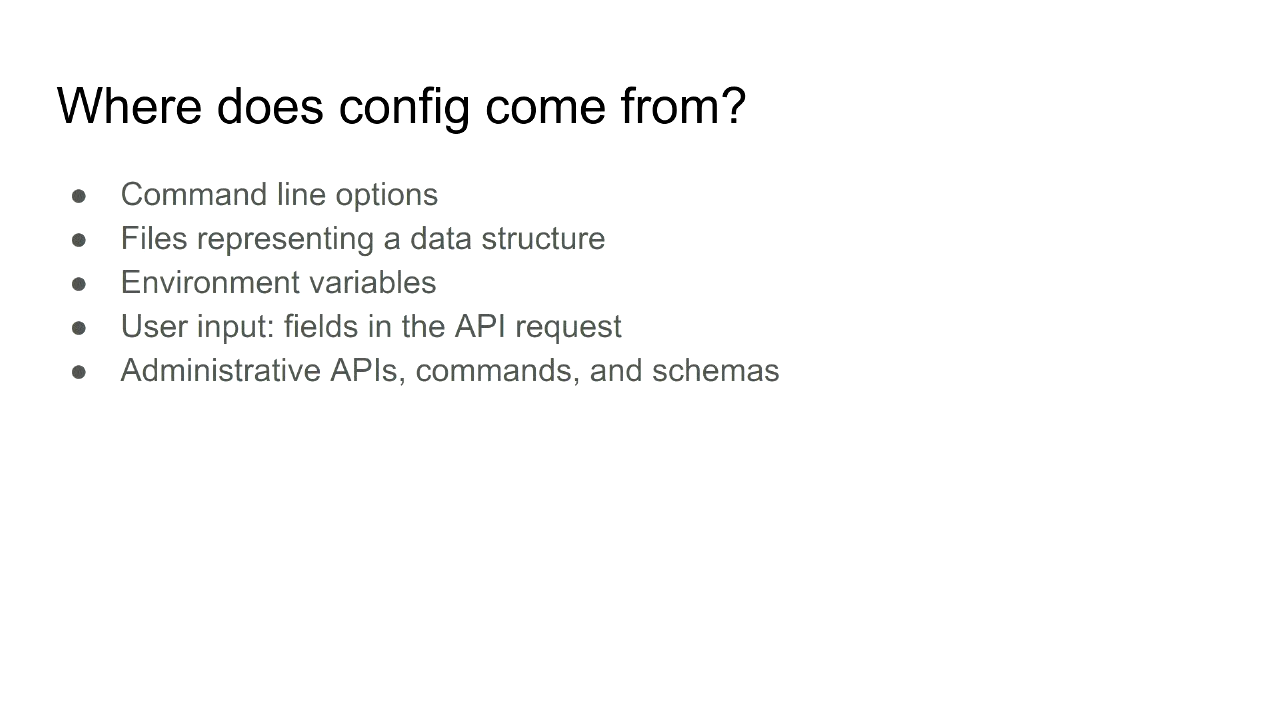 Where does config come from?
● Command line options
● Files representing a data structure
● Environment variables
● User input: fields in the API request
● Administrative APIs, commands, and schemas